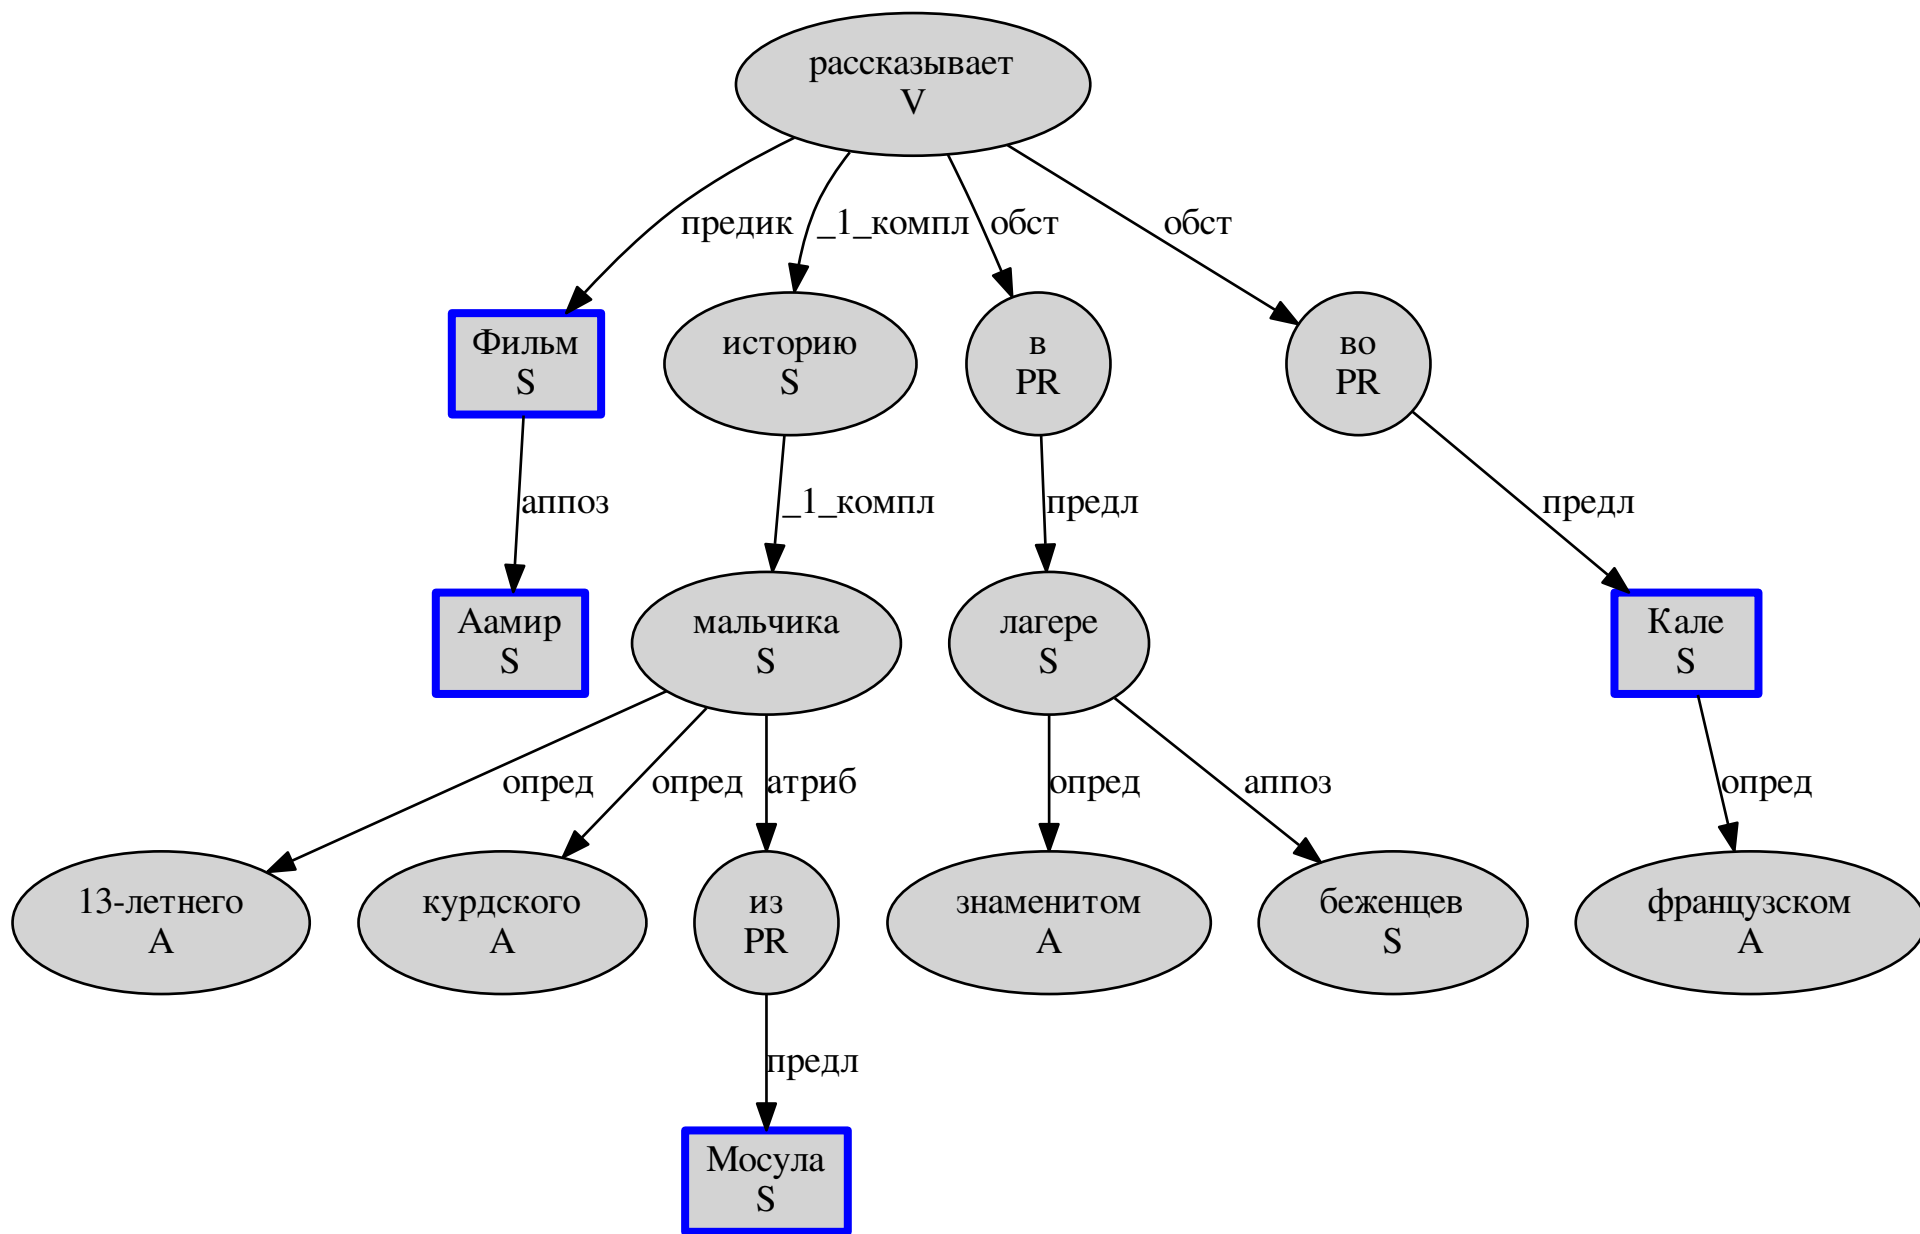 рассказывает
V
предик
_1_компл
обст
обст
Фильм
S
историю
S
в
PR
во
PR
аппоз
_1_компл
предл
предл
Аамир
S
мальчика
S
лагере
S
Кале
S
опред
опред
атриб
опред
аппоз
опред
13-летнего
A
курдского
A
из
PR
знаменитом
A
беженцев
S
французском
A
предл
Мосула
S